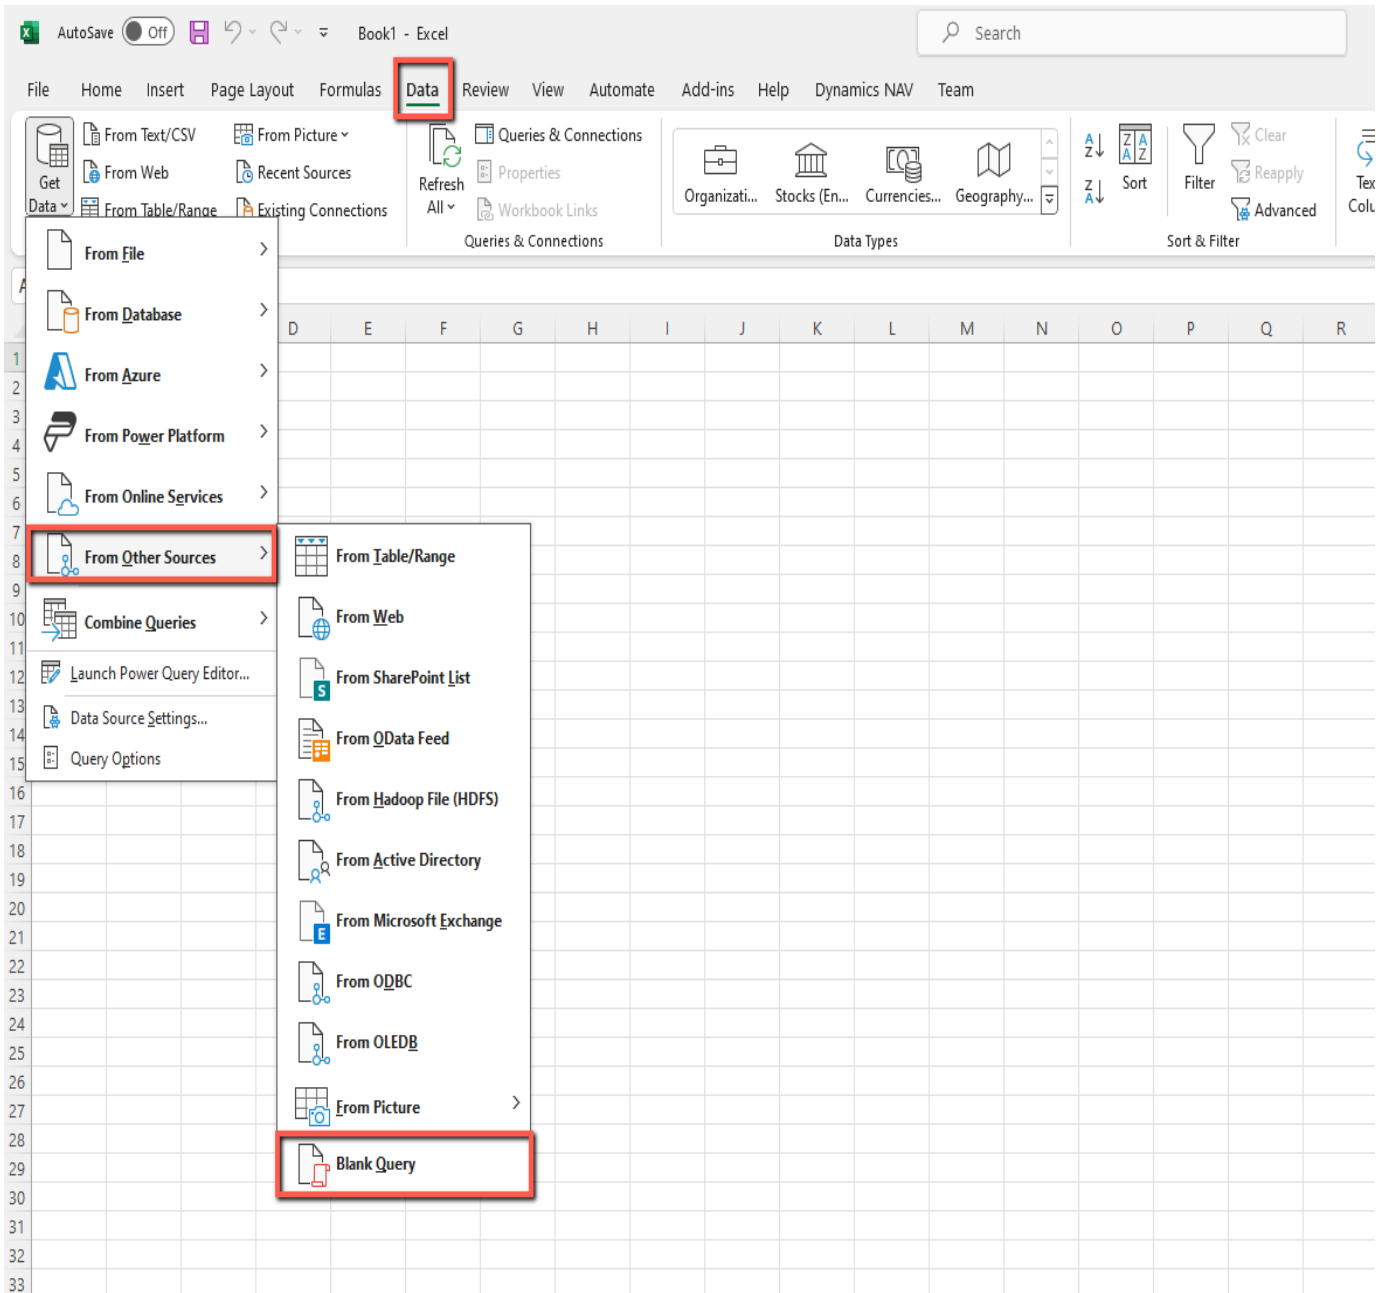 AutoSave Off Book1 - Excel Search
File Home Insert Page Layout Formulas Data Review View Automate Add-ins Help Dynamics NAV Team
Get Data
From Text/CSV
From Web
From Table/Range
From Picture
Recent Sources
Existing Connections
Refresh All
Queries & Connections
Properties
Workbook Links
Queries & Connections
Organizati...
Stocks (En...
Currencies...
Geography...
Data Types
Sort
Filter
Clear
Reapply
Advanced
Sort & Filter
From File
From Database
From Azure
From Power Platform
From Online Services
From Other Sources
Combine Queries
Launch Power Query Editor...
Data Source Settings...
Query Options
From Table/Range
From Web
From SharePoint List
From OData Feed
From Hadoop File (HDFS)
From Active Directory
From Microsoft Exchange
From ODBC
From OLEDB
From Picture
Blank Query
D E F G H I J K L M N O P Q R
1
2
3
4
5
6
7
8
9
10
11
12
13
14
15
16
17
18
19
20
21
22
23
24
25
26
27
28
29
30
31
32
33